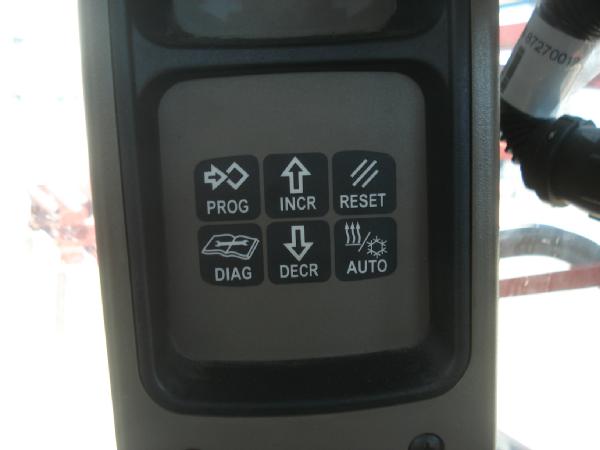 PROG INCR RESET
DIAG DECR AUTO